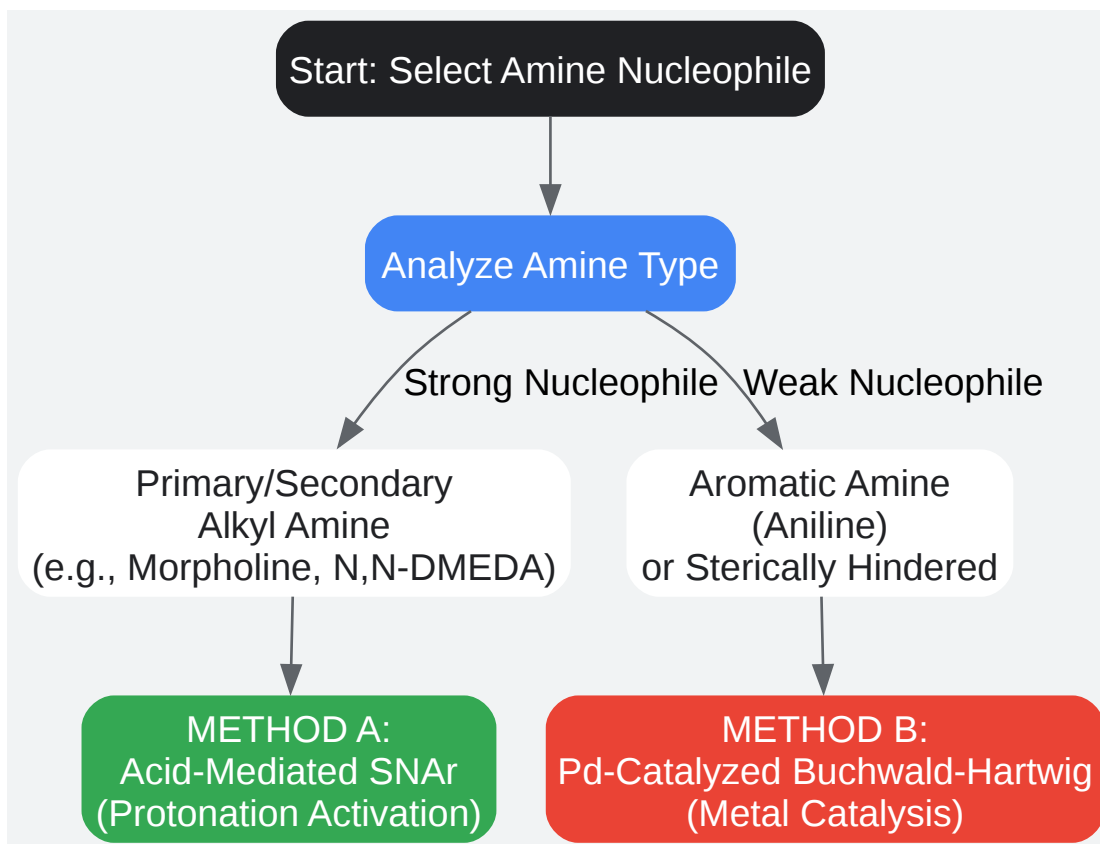 Start: Select Amine Nucleophile
Analyze Amine Type
Strong Nucleophile
Weak Nucleophile
Primary/Secondary
Alkyl Amine
(e.g., Morpholine, N,N-DMEDA)
Aromatic Amine
(Aniline)
or Sterically Hindered
METHOD A:
Acid-Mediated SNAr
(Protonation Activation)
METHOD B:
Pd-Catalyzed Buchwald-Hartwig
(Metal Catalysis)